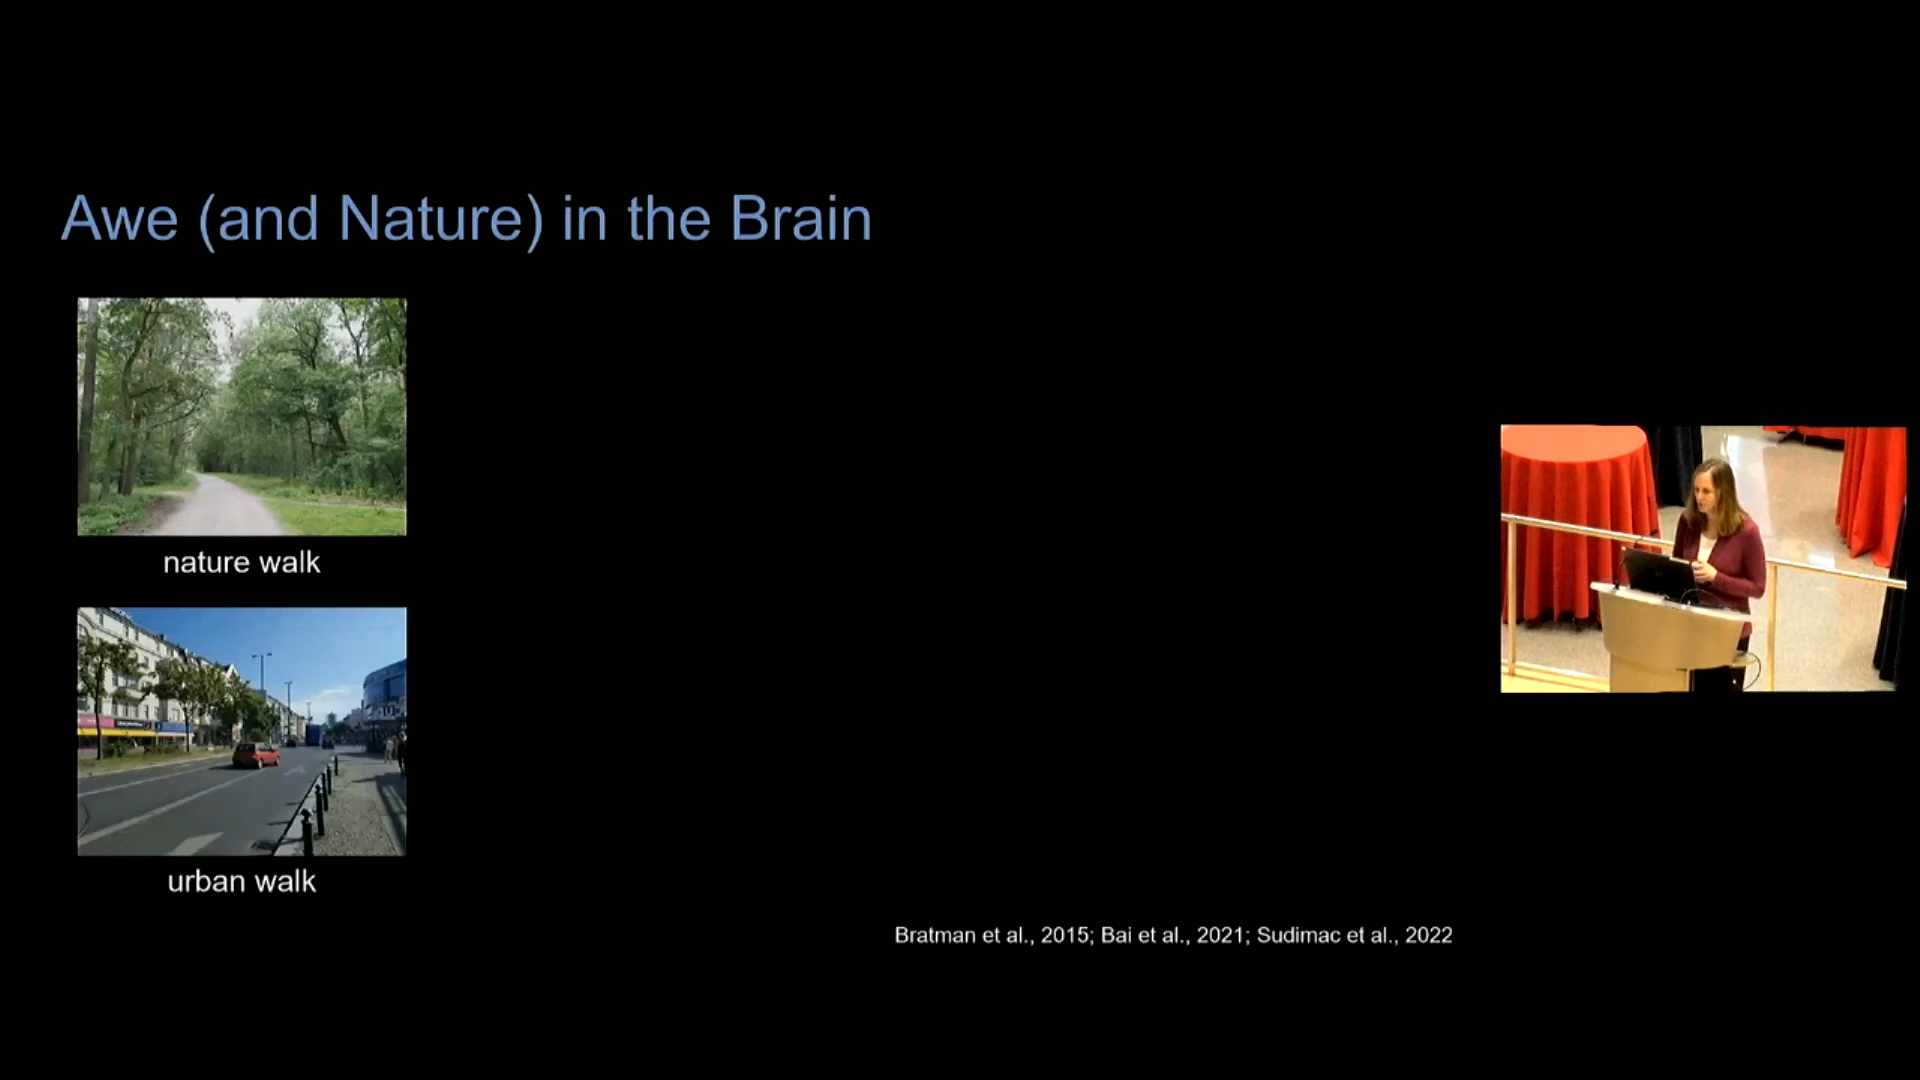 Awe (and Nature) in the Brain
nature walk
urban walk
Bratman et al., 2015; Bai et al., 2021; Sudimac et al., 2022